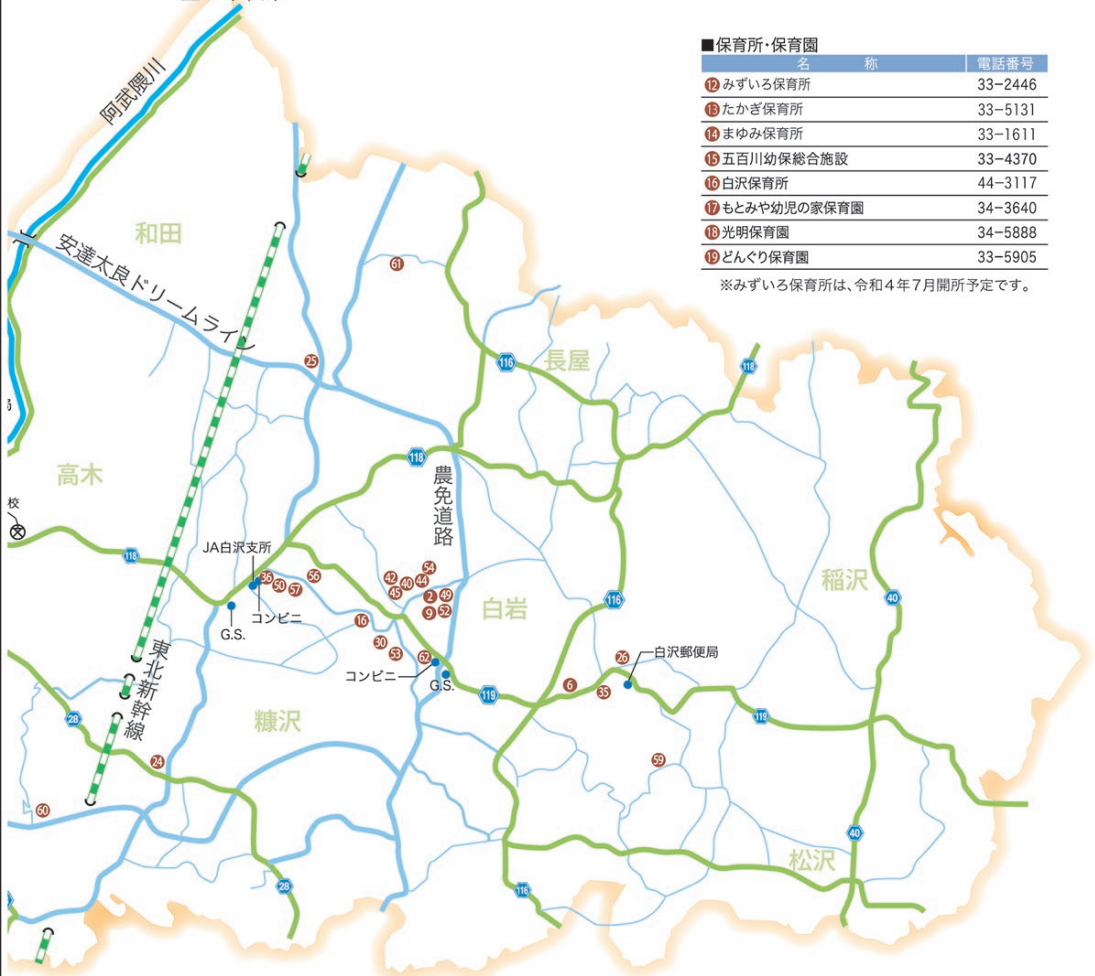 ■保育所・保育園
名　称 電話番号
⑫みずいろ保育所 33-2446
⑬たかぎ保育所 33-5131
⑭まゆみ保育所 33-1611
⑮五百川幼保総合施設 33-4370
⑯白沢保育所 44-3117
⑰もとみや幼児の家保育園 34-3640
⑱光明保育園 34-5888
⑲どんぐり保育園 33-5905
※みずいろ保育所は、令和4年7月開所予定です。
阿武隈川
和田
安達太良ドリームライン
61
25
116
長屋
118
118
高木
農免道路
校
118
JA白沢支所
36
50
57
56
コンビニ
G.S.
42
40
44
54
45
2
49
9
52
白岩
116
稲沢
40
16
30
53
62
コンビニ
G.S.
119
6
35
26
白沢郵便局
119
東北新幹線
28
糠沢
24
59
60
40
松沢
28
116